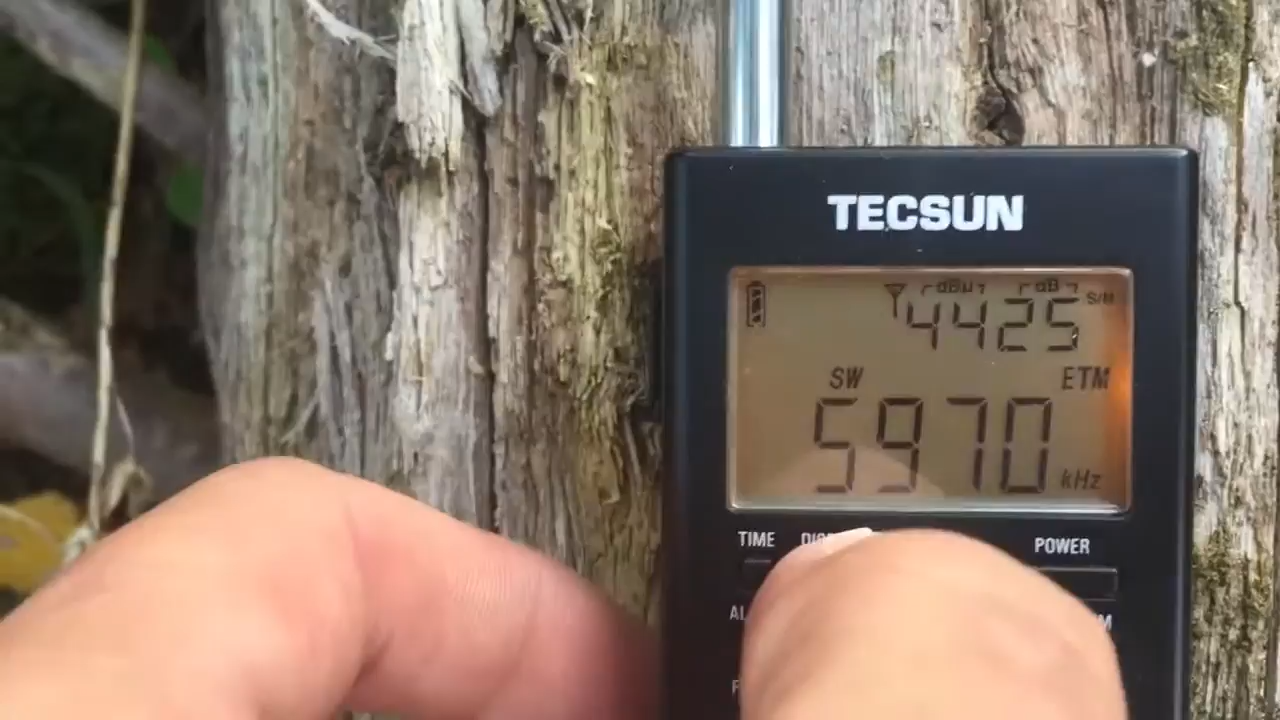 TECSUN
dBµ dB
4425 S/N
SW ETM
5970 kHz
TIME POWER